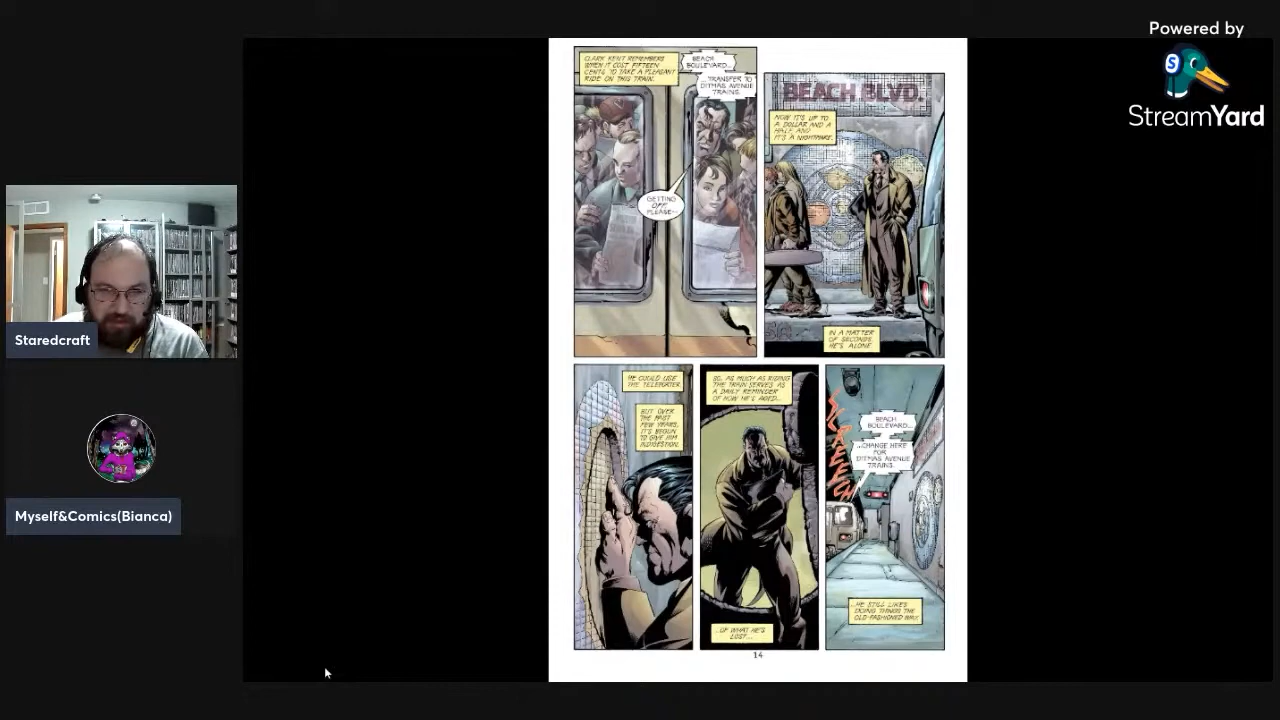 Powered by
StreamYard
Staredcraft
Myself&Comics(Bianca)
CLARK KENT REMEMBERS
WHEN IT COST FIFTEEN
CENTS TO TAKE A PLEASANT
RIDE ON THIS TRAIN.
BEACH
BOULEVARD...
...TRANSFER TO
DITMAS AVENUE
TRAINS.
GETTING
OFF,
PLEASE--
BEACH BLVD.
NOW IT'S UP TO
A DOLLAR AND A
HALF AND
IT'S A NIGHTMARE.
IN A MATTER
OF SECONDS
HE'S ALONE.
HE COULD USE
THE TELEPORTER.
BUT OVER
THE PAST
FEW YEARS,
IT'S BEGUN
TO GIVE HIM
INDIGESTION.
SO, AS MUCH AS RIDING
THE TRAIN SERVES AS
A DAILY REMINDER
OF HOW HE'S AGED...
...OF WHAT HE'S
LOST...
SCREEECH
BEACH
BOULEVARD...
...CHANGE HERE
FOR
DITMAS AVENUE
TRAINS.
...HE STILL LIKES
DOING THINGS THE
OLD-FASHIONED WAY.
14